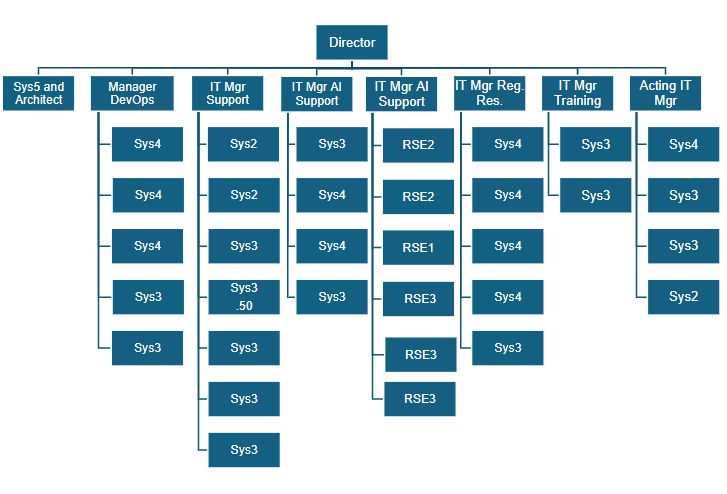 Director
Sys5 and
Architect
Manager
DevOps
IT Mgr
Support
IT Mgr AI
Support
IT Mgr AI
Support
IT Mgr Reg.
Res.
IT Mgr
Training
Acting IT
Mgr
Sys4
Sys4
Sys4
Sys3
Sys3
Sys2
Sys2
Sys3
Sys3
.50
Sys3
Sys3
Sys3
Sys3
Sys4
Sys4
Sys3
RSE2
RSE2
RSE1
RSE3
RSE3
RSE3
Sys4
Sys4
Sys4
Sys4
Sys3
Sys3
Sys3
Sys4
Sys3
Sys3
Sys2